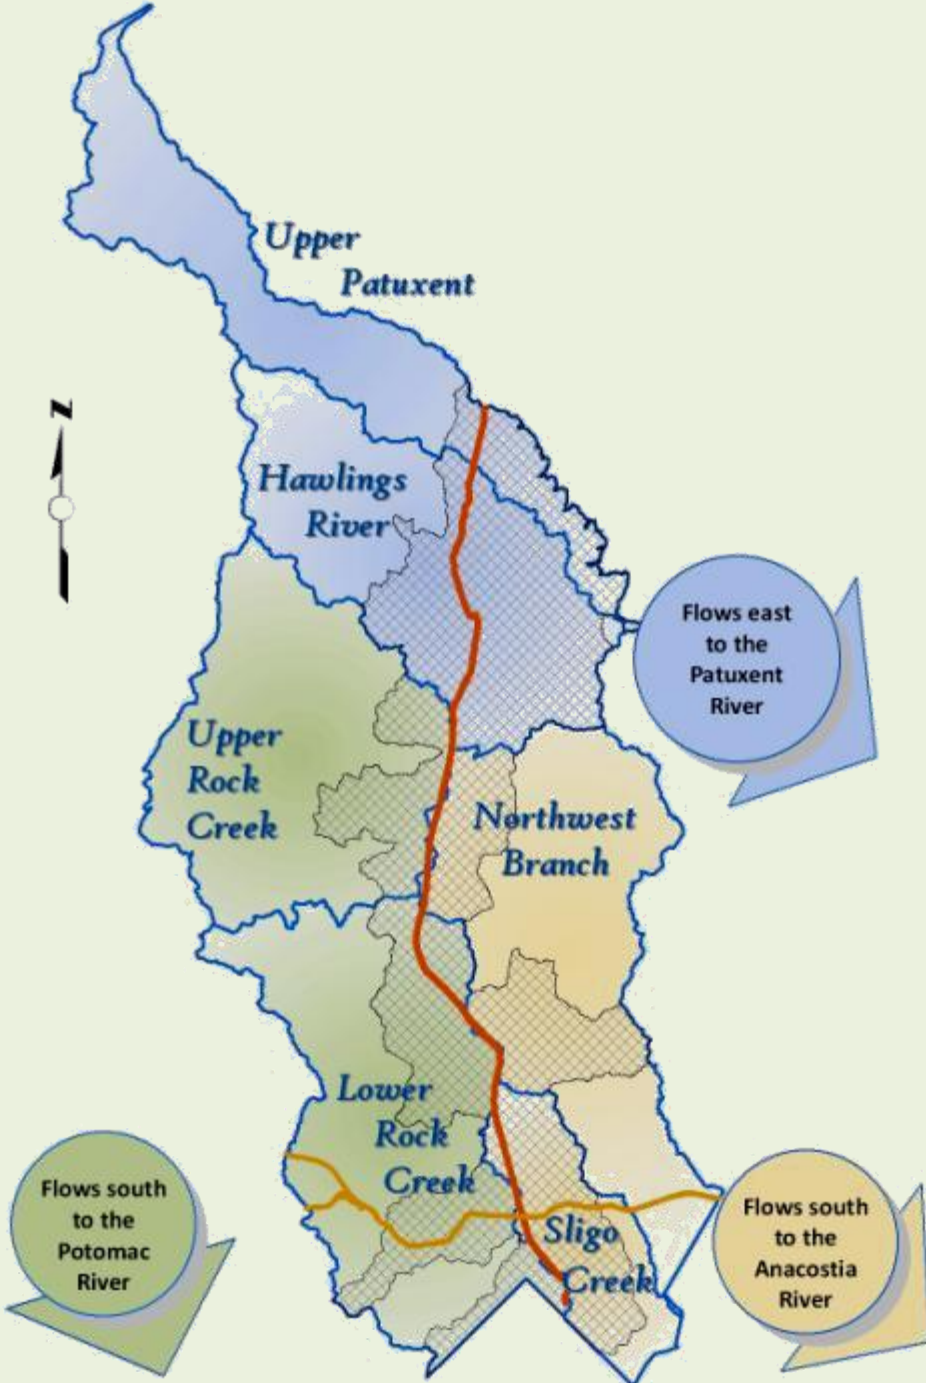 Upper
Patuxent
N
Hawlings
River
Flows east
to the
Patuxent
River
Upper
Rock
Creek
Northwest
Branch
Lower
Rock
Creek
Flows south
to the
Potomac
River
Sligo
Creek
Flows south
to the
Anacostia
River